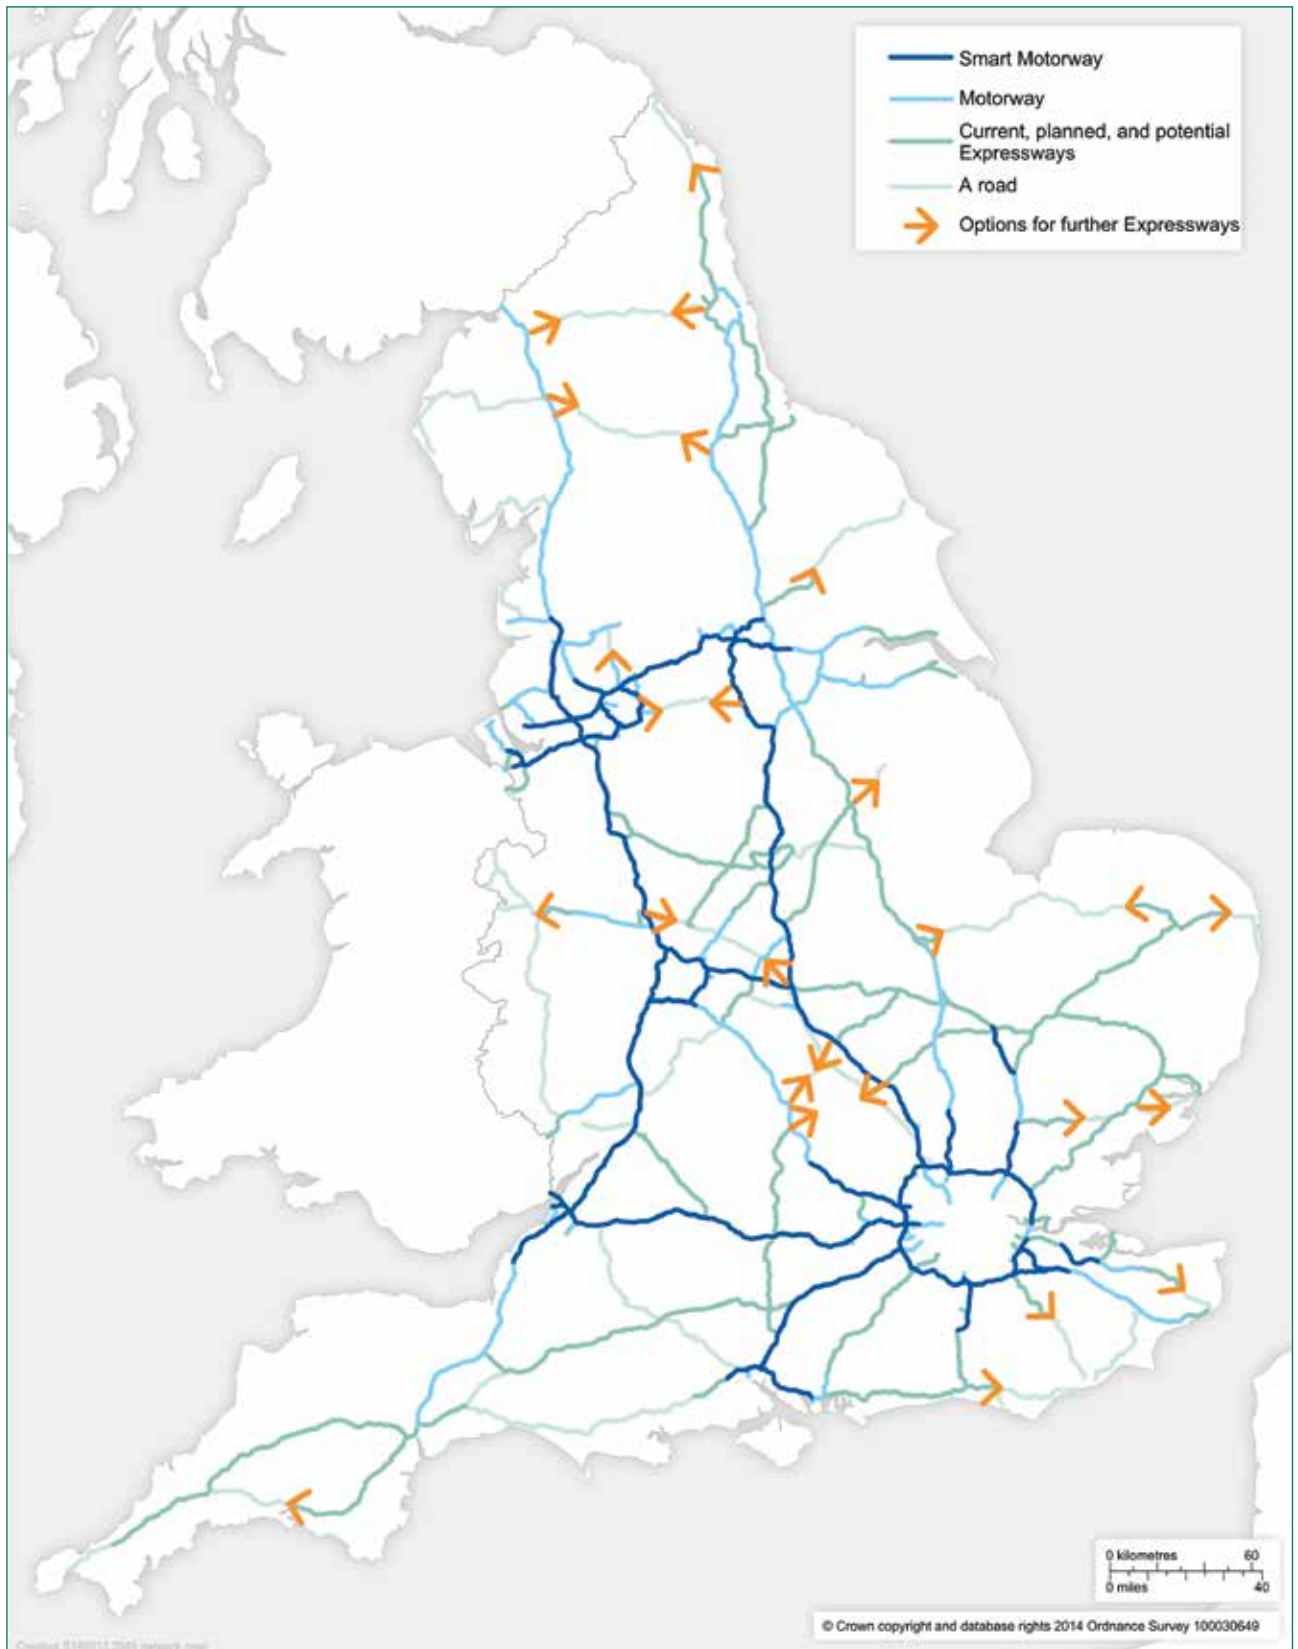 Smart Motorway
Motorway
Current, planned, and potential
Expressways
A road
Options for further Expressways
0 kilometres 60
0 miles 40
© Crown copyright and database rights 2014 Ordnance Survey 100030649